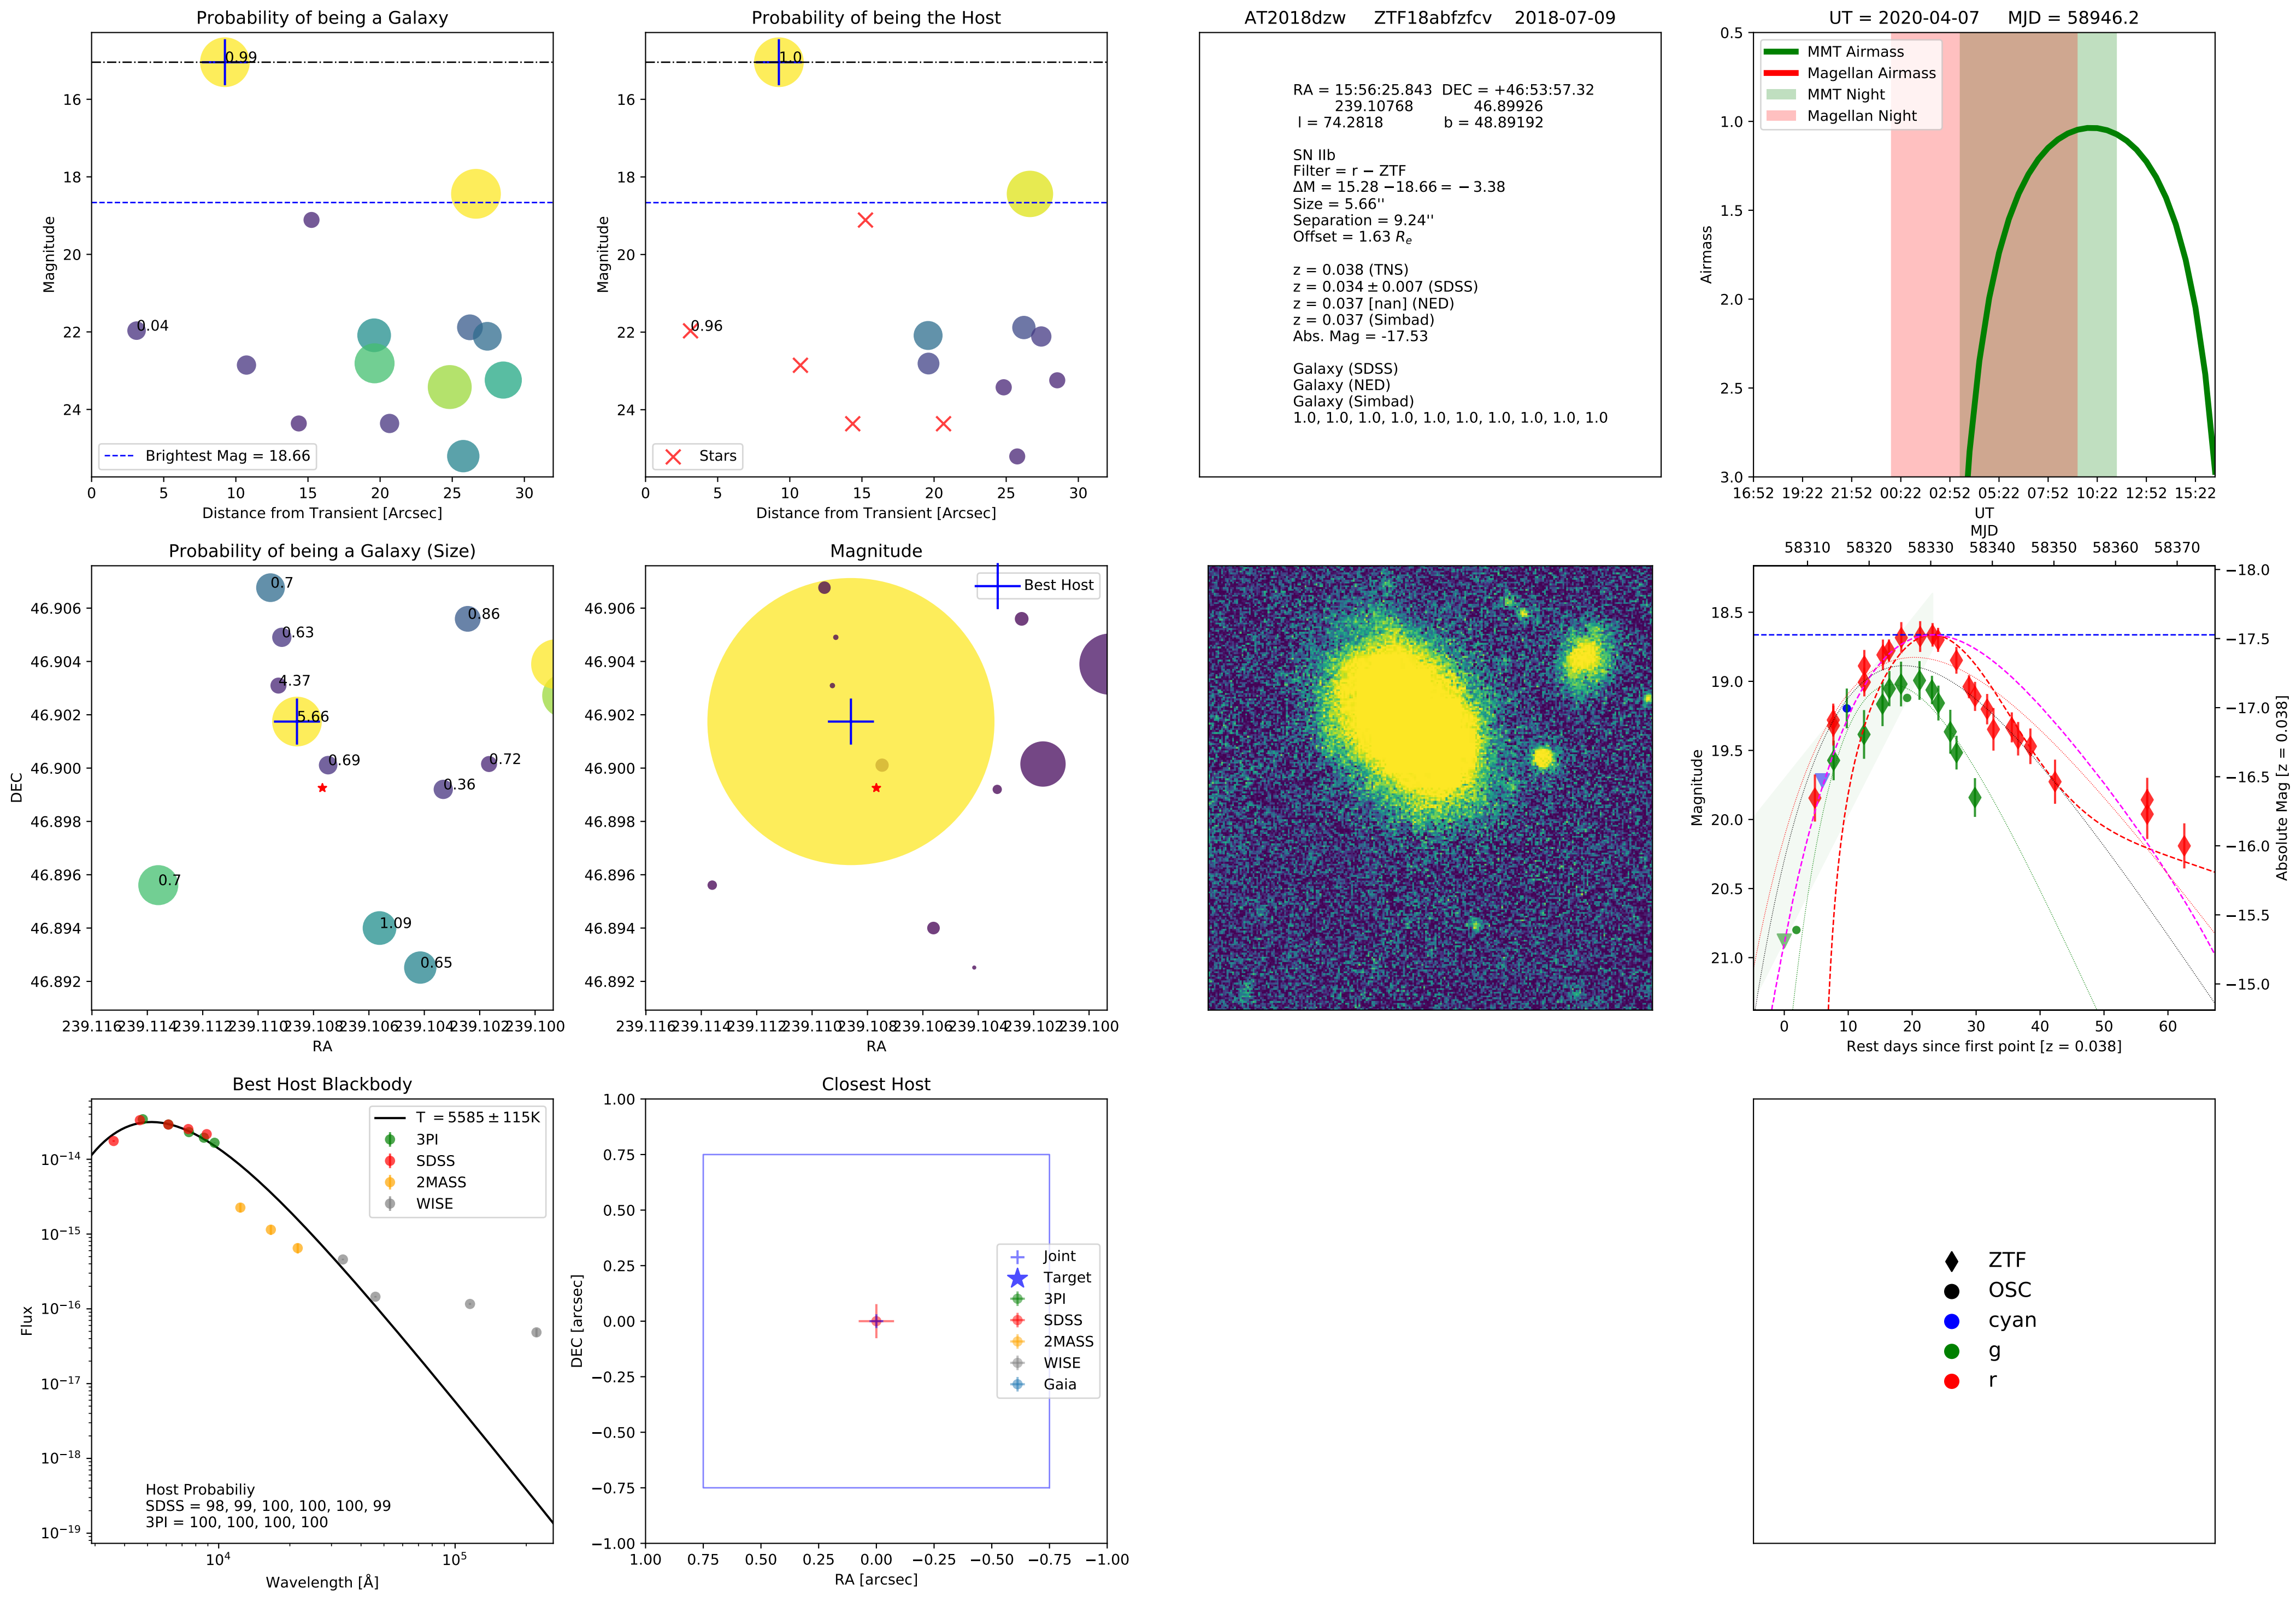 Probability of being a Galaxy
0.99
0.04
16
18
20
22
24
Magnitude
Brightest Mag = 18.66
0 5 10 15 20 25 30
Distance from Transient [Arcsec]
Probability of being the Host
1.0
0.96
16
18
20
22
24
Magnitude
Stars
0 5 10 15 20 25 30
Distance from Transient [Arcsec]
AT2018dzw ZTF18abfzfcv 2018-07-09
RA = 15:56:25.843 DEC = +46:53:57.32
239.10768 46.89926
l = 74.2818 b = 48.89192
SN IIb
Filter = r − ZTF
ΔM = 15.28 −18.66 = −3.38
Size = 5.66''
Separation = 9.24''
Offset = 1.63 Re
z = 0.038 (TNS)
z = 0.034 ± 0.007 (SDSS)
z = 0.037 [nan] (NED)
z = 0.037 (Simbad)
Abs. Mag = -17.53
Galaxy (SDSS)
Galaxy (NED)
Galaxy (Simbad)
1.0, 1.0, 1.0, 1.0, 1.0, 1.0, 1.0, 1.0, 1.0, 1.0
UT = 2020-04-07 MJD = 58946.2
MMT Airmass
Magellan Airmass
MMT Night
Magellan Night
0.5
1.0
1.5
2.0
2.5
3.0
Airmass
16:52 19:22 21:52 00:22 02:52 05:22 07:52 10:22 12:52 15:22
UT
Probability of being a Galaxy (Size)
0.7
0.86
0.63
4.37
5.66
0.69
0.72
0.36
0.7
1.09
0.65
46.906
46.904
46.902
46.900
46.898
46.896
46.894
46.892
DEC
239.116 239.114 239.112 239.110 239.108 239.106 239.104 239.102 239.100
RA
Magnitude
Best Host
46.906
46.904
46.902
46.900
46.898
46.896
46.894
46.892
239.116 239.114 239.112 239.110 239.108 239.106 239.104 239.102 239.100
RA
MJD
58310 58320 58330 58340 58350 58360 58370
18.5
19.0
19.5
20.0
20.5
21.0
Magnitude
−18.0
−17.5
−17.0
−16.5
−16.0
−15.5
−15.0
Absolute Mag [z = 0.038]
0 10 20 30 40 50 60
Rest days since first point [z = 0.038]
Best Host Blackbody
T = 5585 ± 115K
3PI
SDSS
2MASS
WISE
10−14
10−15
10−16
10−17
10−18
10−19
Flux
Host Probabiliy
SDSS = 98, 99, 100, 100, 100, 99
3PI = 100, 100, 100, 100
104 105
Wavelength [Å]
Closest Host
1.00
0.75
0.50
0.25
0.00
−0.25
−0.50
−0.75
−1.00
DEC [arcsec]
Joint
Target
3PI
SDSS
2MASS
WISE
Gaia
1.00 0.75 0.50 0.25 0.00 −0.25 −0.50 −0.75 −1.00
RA [arcsec]
ZTF
OSC
cyan
g
r